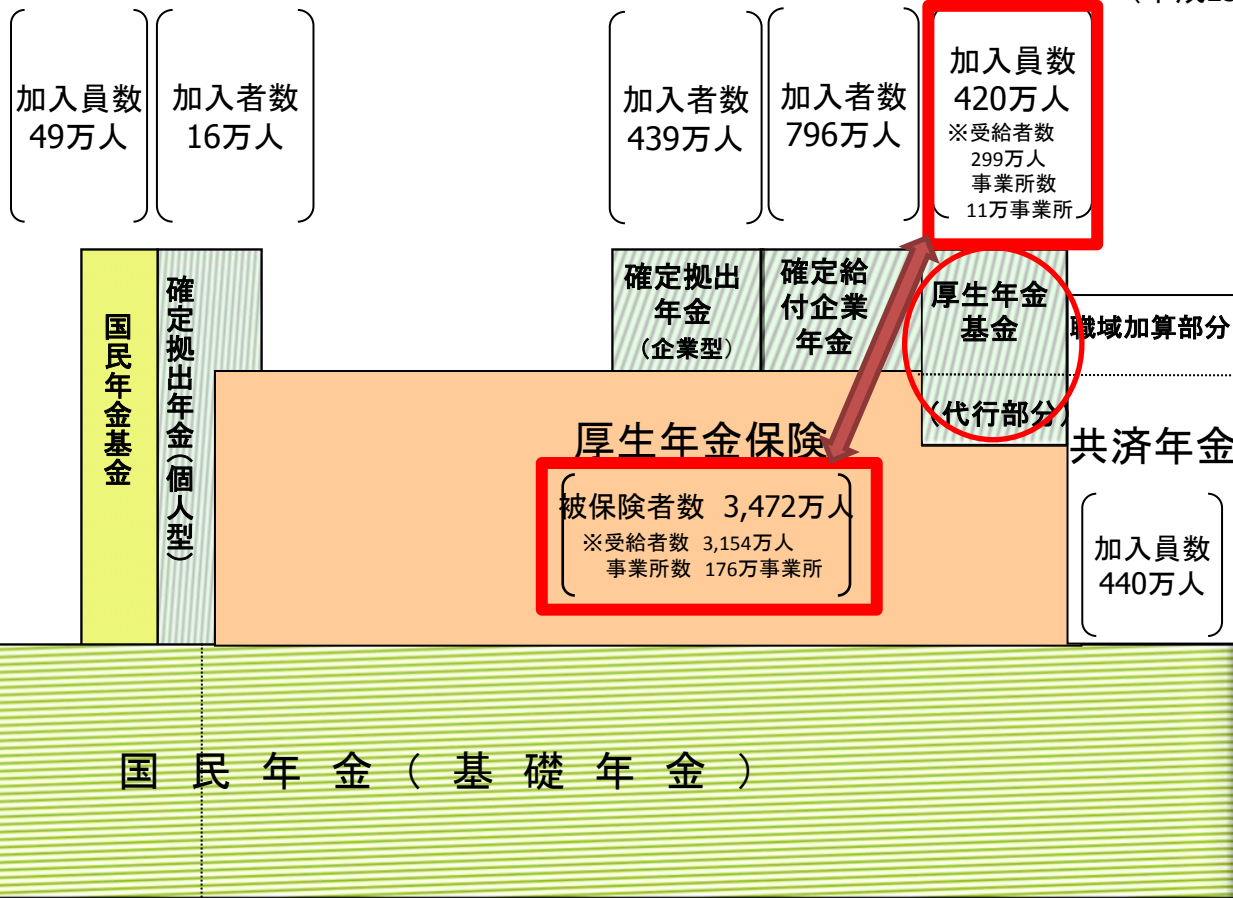 加入員数
49万人
加入者数
16万人
加入者数
439万人
加入者数
796万人
加入員数
420万人
※受給者数
299万人
事業所数
11万事業所
国民年金基金
確定拠出年金（個人型）
確定拠出
年金
（企業型）
確定給
付企業
年金
厚生年金
基金
（代行部分）
職域加算部分
厚生年金保険
被保険者数 3,472万人
※受給者数 3,154万人
事業所数 176万事業所
共済年金
加入員数
440万人
国民年金（基礎年金）